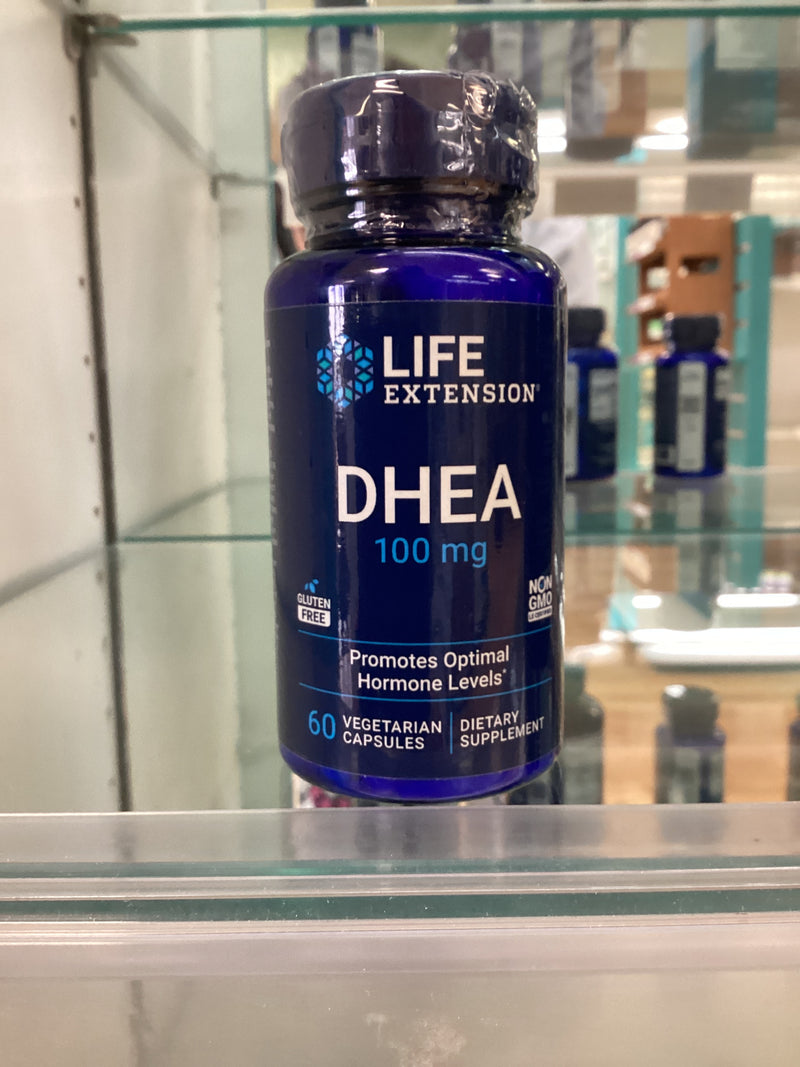 LIFE
EXTENSION®
DHEA
100 mg
GLUTEN
FREE
NON
GMO
Promotes Optimal
Hormone Levels*
60 VEGETARIAN
CAPSULES
DIETARY
SUPPLEMENT